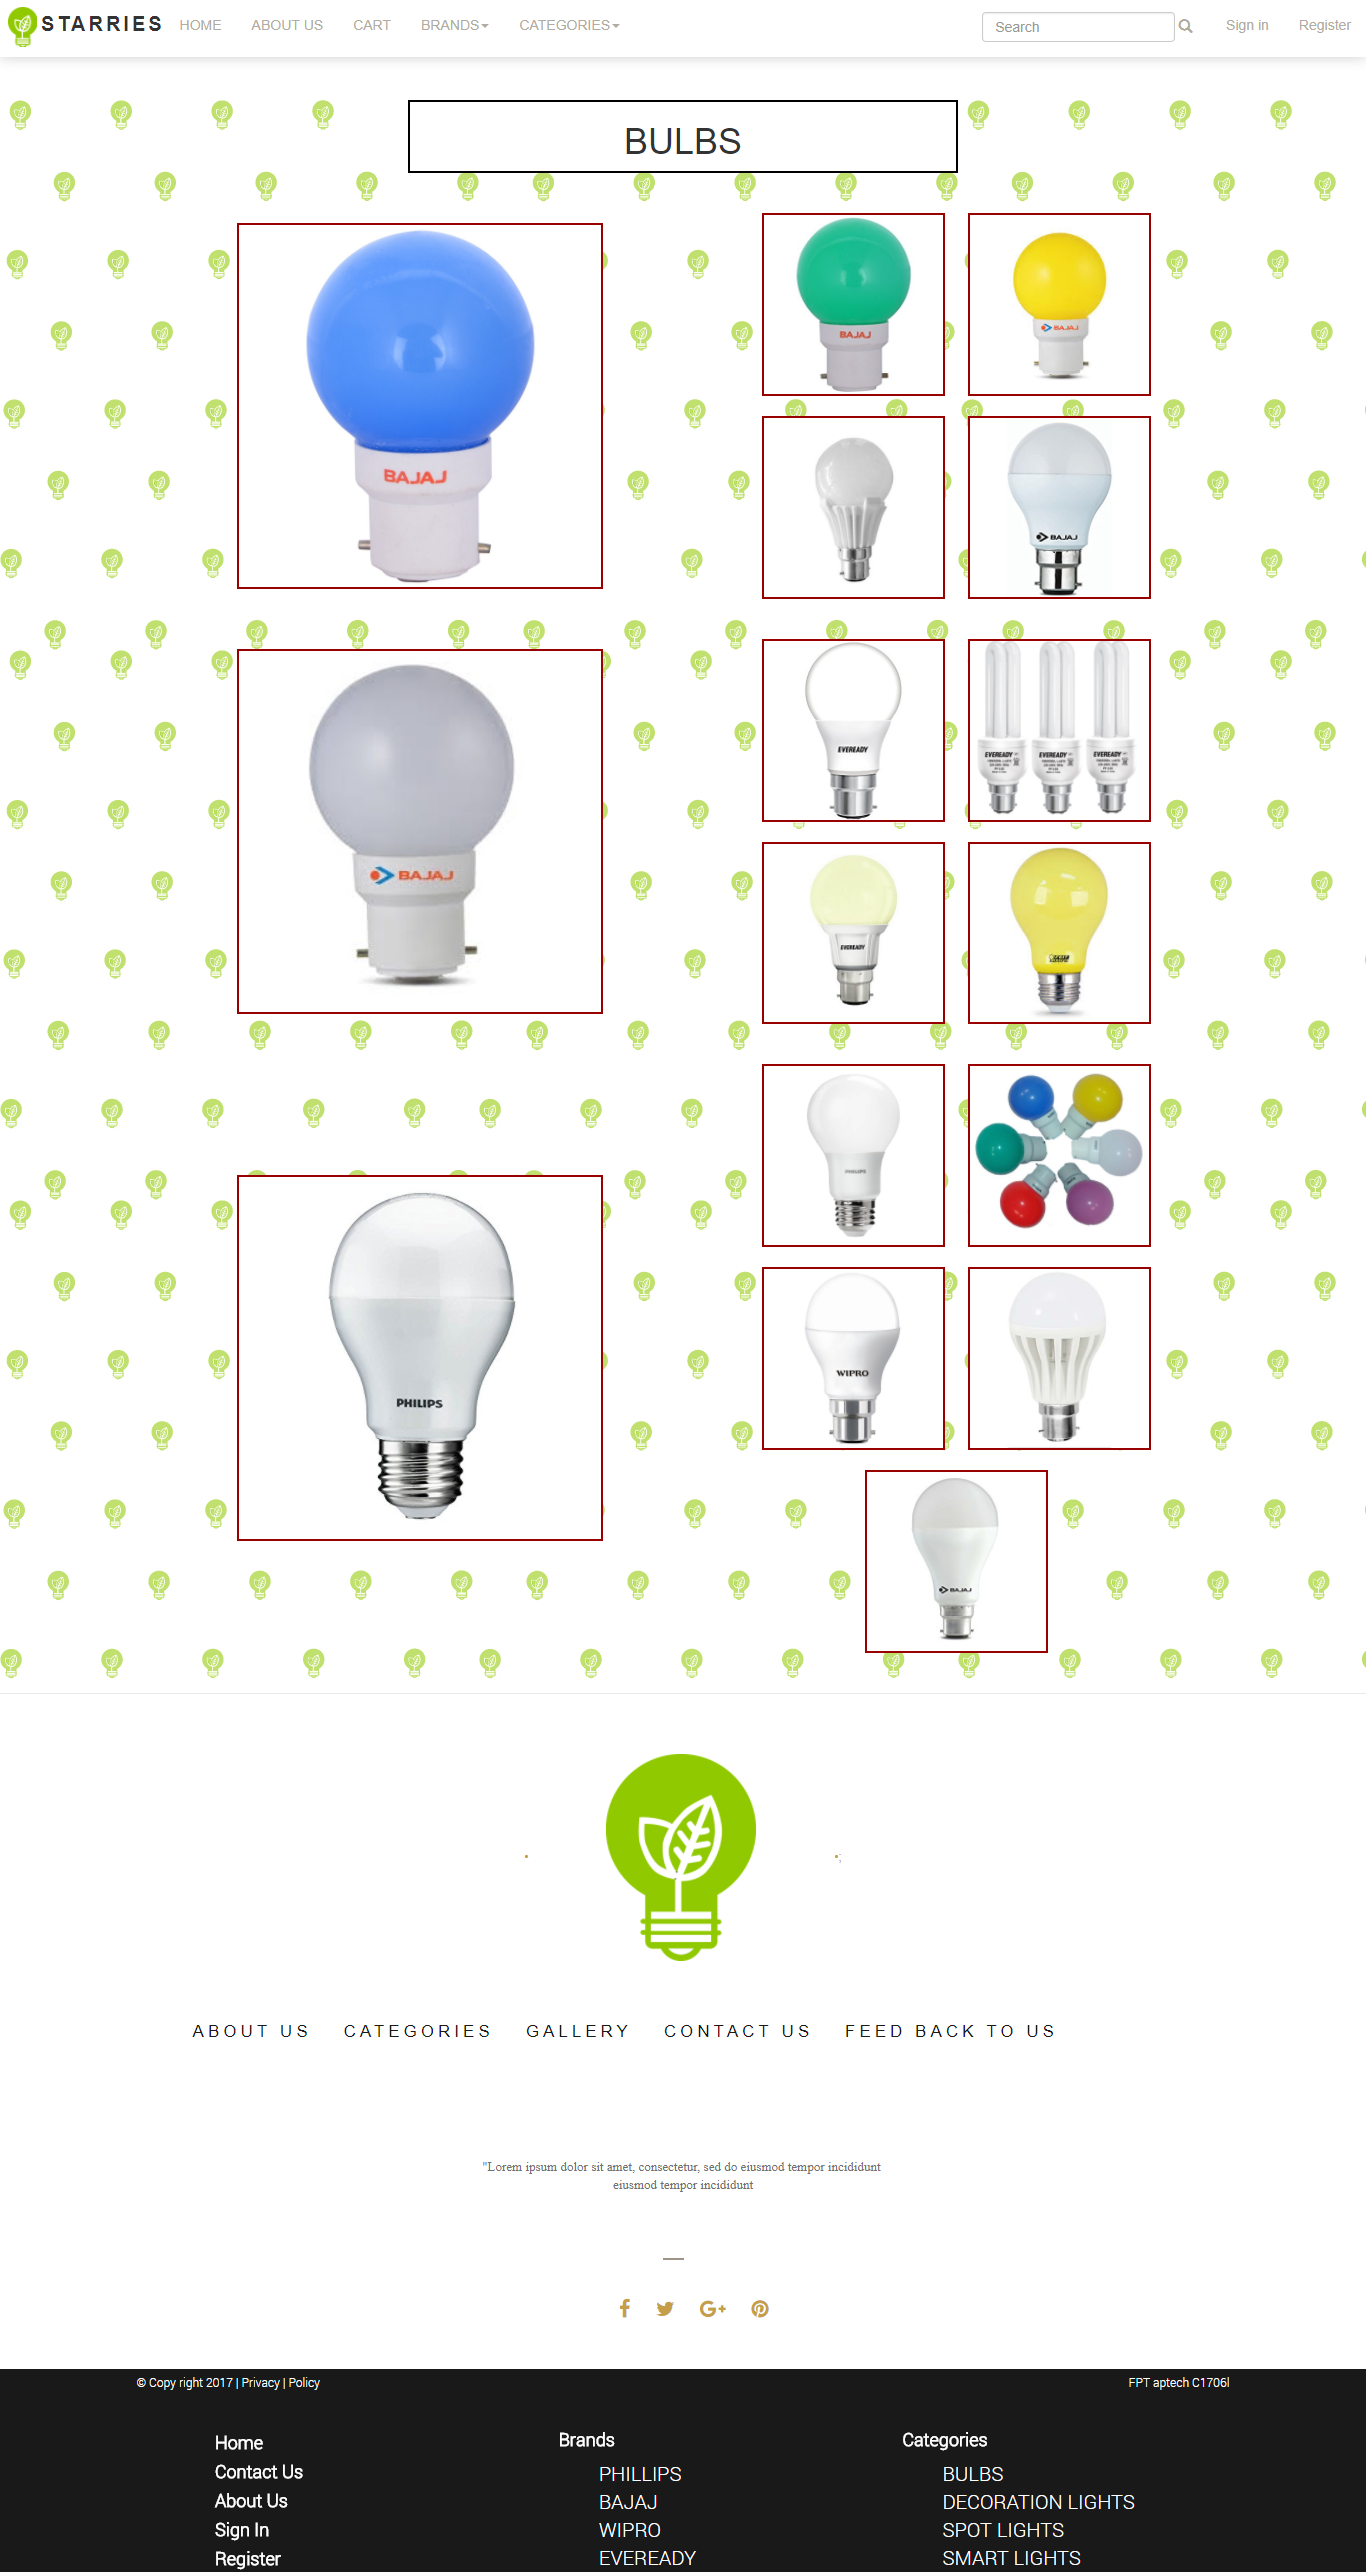 STARRIES HOME ABOUT US CART BRANDS CATEGORIES Search Sign in Register
BULBS
BAJAJ
BAJAJ
BAJAJ
BAJAJ
BAJAJ
EVEREADY
EVEREADY EVEREADY EVEREADY
EVEREADY
PHILIPS
PHILIPS
WIPRO
BAJAJ
ABOUT US CATEGORIES GALLERY CONTACT US FEED BACK TO US
"Lorem ipsum dolor sit amet, consectetur, sed do eiusmod tempor incididunt
eiusmod tempor incididunt
© Copy right 2017 | Privacy | Policy FPT aptech C1706l
Home
Contact Us
About Us
Sign In
Register
Brands
PHILLIPS
BAJAJ
WIPRO
EVEREADY
Categories
BULBS
DECORATION LIGHTS
SPOT LIGHTS
SMART LIGHTS